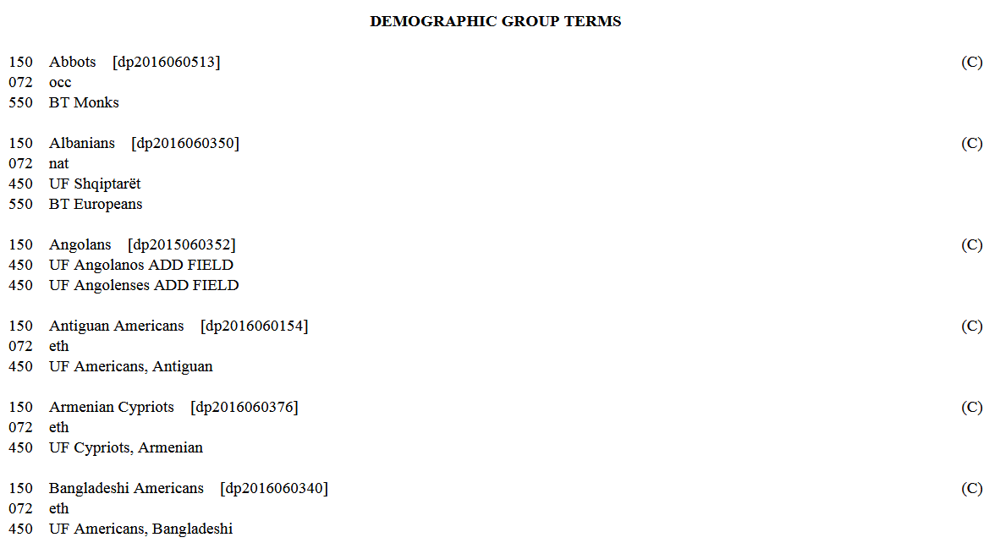 DEMOGRAPHIC GROUP TERMS
150 Abbots [dp2016060513] (C)
072 occ
550 BT Monks
150 Albanians [dp2016060350] (C)
072 nat
450 UF Shqiptarët
550 BT Europeans
150 Angolans [dp2015060352] (C)
450 UF Angolanos ADD FIELD
450 UF Angolenses ADD FIELD
150 Antiguan Americans [dp2016060154] (C)
072 eth
450 UF Americans, Antiguan
150 Armenian Cypriots [dp2016060376] (C)
072 eth
450 UF Cypriots, Armenian
150 Bangladeshi Americans [dp2016060340] (C)
072 eth
450 UF Americans, Bangladeshi